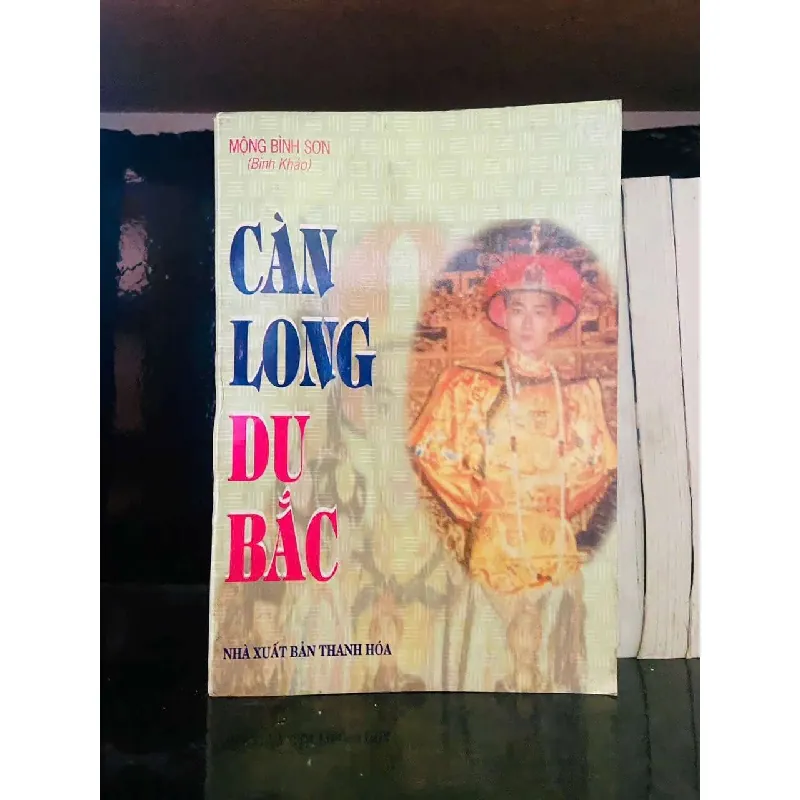 MỘNG BÌNH SƠN
(Bình Khảo)
CÀN
LONG
DU
BẮC
NHÀ XUẤT BẢN THANH HÓA